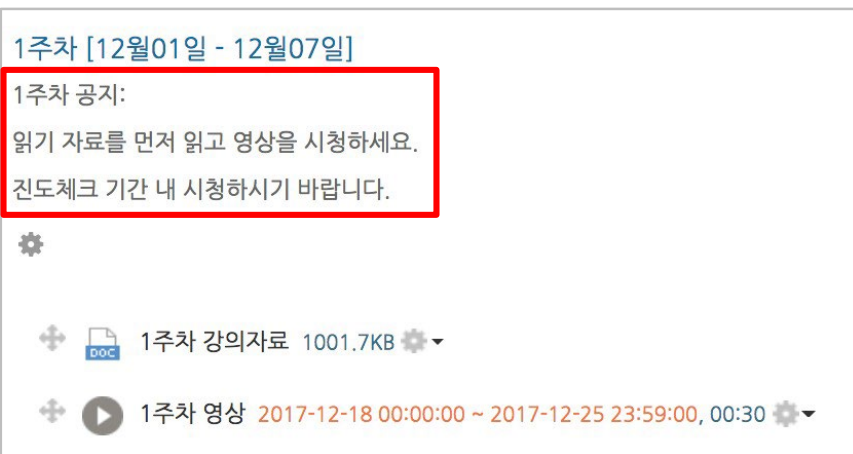 1주차 [12월01일 - 12월07일]
1주차 공지:
읽기 자료를 먼저 읽고 영상을 시청하세요.
진도체크 기간 내 시청하시기 바랍니다.
DOC 1주차 강의자료 1001.7KB
1주차 영상 2017-12-18 00:00:00 ~ 2017-12-25 23:59:00, 00:30